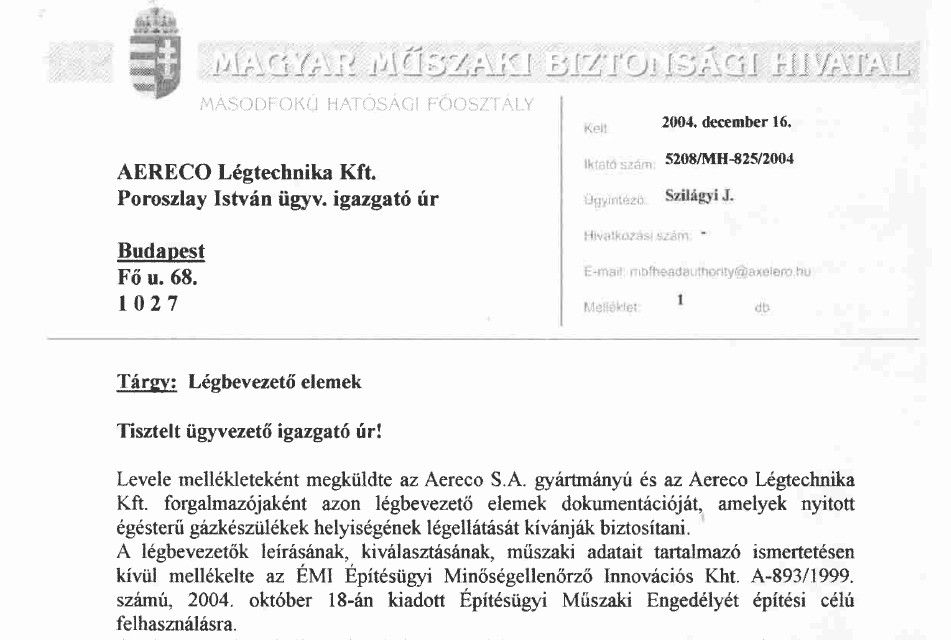 MAGYAR MŰSZAKI BIZTONSÁGI HIVATAL
MÁSODFOKÚ HATÓSÁGI FŐOSZTÁLY
AERECO Légtechnika Kft.
Poroszlay István ügyv. igazgató úr
Budapest
Fő u. 68.
1 0 2 7
Kelt: 2004. december 16.
Iktató szám: 5208/MH-825/2004
Ügyintéző: Szilágyi J.
Hivatkozási szám: -
E-mail: mbfheadauthority@axelero.hu
Melléklet: 1 db
Tárgy: Légbevezető elemek
Tisztelt ügyvezető igazgató úr!
Levele mellékleteként megküldte az Aereco S.A. gyártmányú és az Aereco Légtechnika
Kft. forgalmazójaként azon légbevezető elemek dokumentációját, amelyek nyitott
égésterű gázkészülékek helyiségének légellátását kívánják biztosítani.
A légbevezetők leírásának, kiválasztásának, műszaki adatait tartalmazó ismertetésen
kívül mellékelte az ÉMI Építésügyi Minőségellenőrző Innovációs Kht. A-893/1999.
számú, 2004. október 18-án kiadott Építésügyi Műszaki Engedélyét építési célú
felhasználásra.